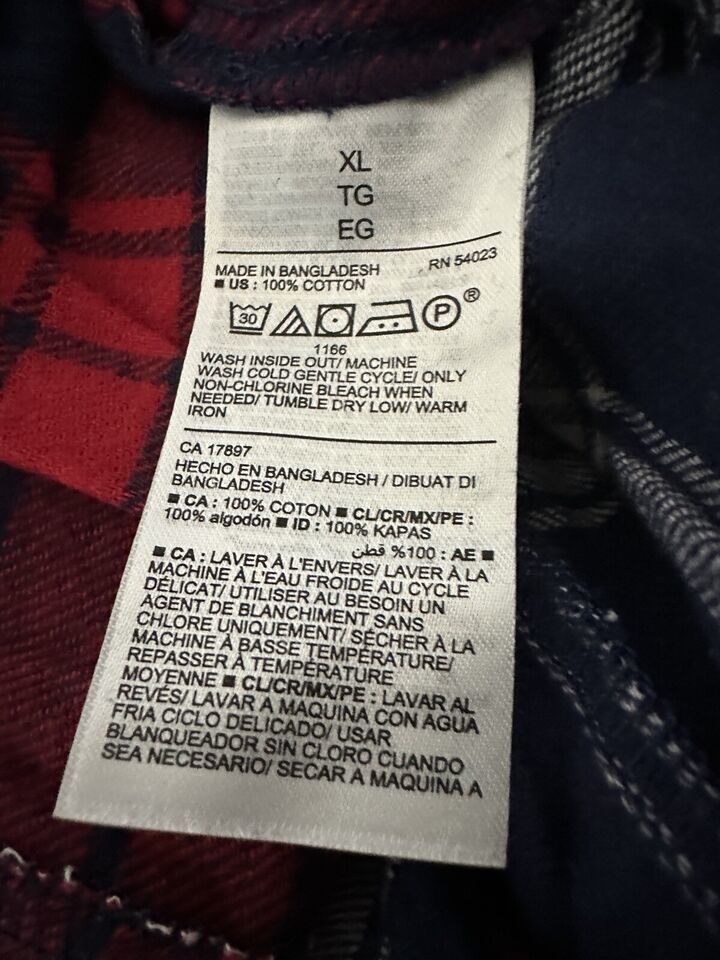 XL
TG
EG
MADE IN BANGLADESH RN 54023
■ US : 100% COTTON
30 P ®
1166
WASH INSIDE OUT/ MACHINE
WASH COLD GENTLE CYCLE/ ONLY
NON-CHLORINE BLEACH WHEN
NEEDED/ TUMBLE DRY LOW/ WARM
IRON
CA 17897
HECHO EN BANGLADESH / DIBUAT DI
BANGLADESH
■ CA : 100% COTON ■ CL/CR/MX/PE :
100% algodón ■ ID : 100% KAPAS
■ AE : 100% قطن
■ CA : LAVER À L'ENVERS/ LAVER À LA
MACHINE À L'EAU FROIDE AU CYCLE
DÉLICAT/ UTILISER AU BESOIN UN
AGENT DE BLANCHIMENT SANS
CHLORE UNIQUEMENT/ SÉCHER À LA
MACHINE À BASSE TEMPÉRATURE/
REPASSER À TEMPÉRATURE
MOYENNE ■ CL/CR/MX/PE : LAVAR AL
REVÉS/ LAVAR A MAQUINA CON AGUA
FRIA CICLO DELICADO/ USAR
BLANQUEADOR SIN CLORO CUANDO
SEA NECESARIO/ SECAR A MAQUINA A